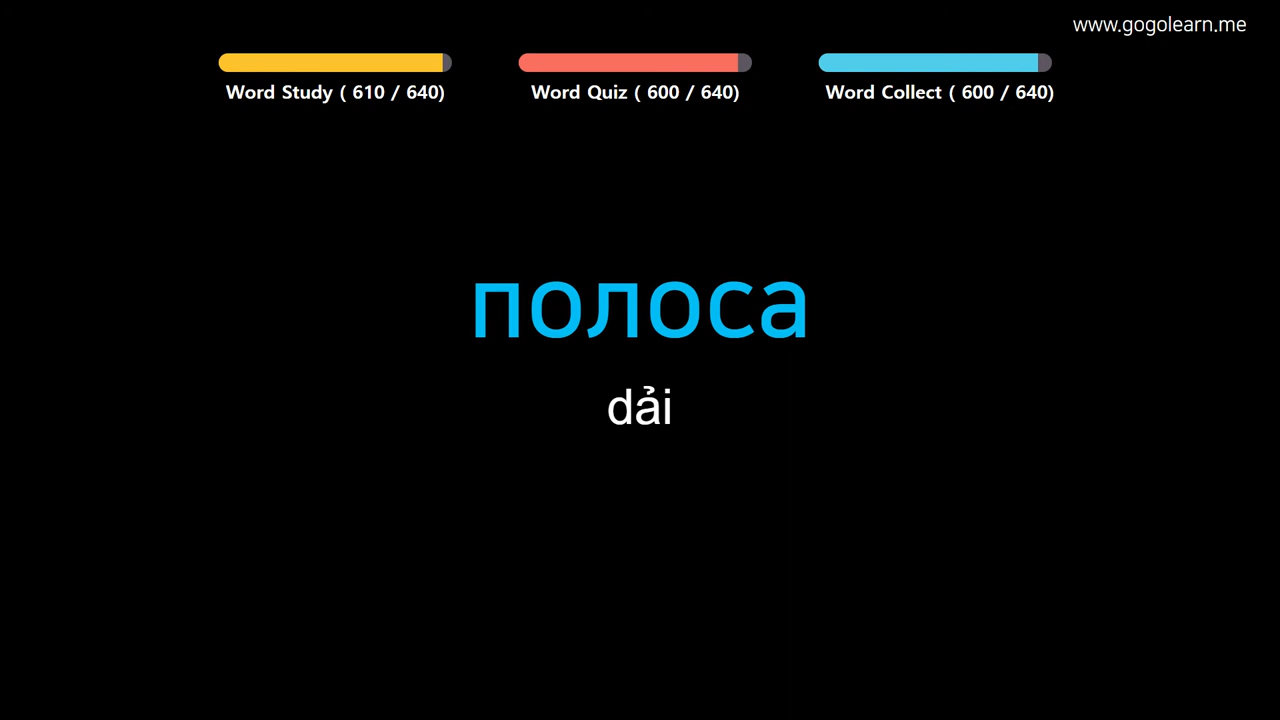 www.gogolearn.me
Word Study ( 610 / 640)
Word Quiz ( 600 / 640)
Word Collect ( 600 / 640)
полоса
dải